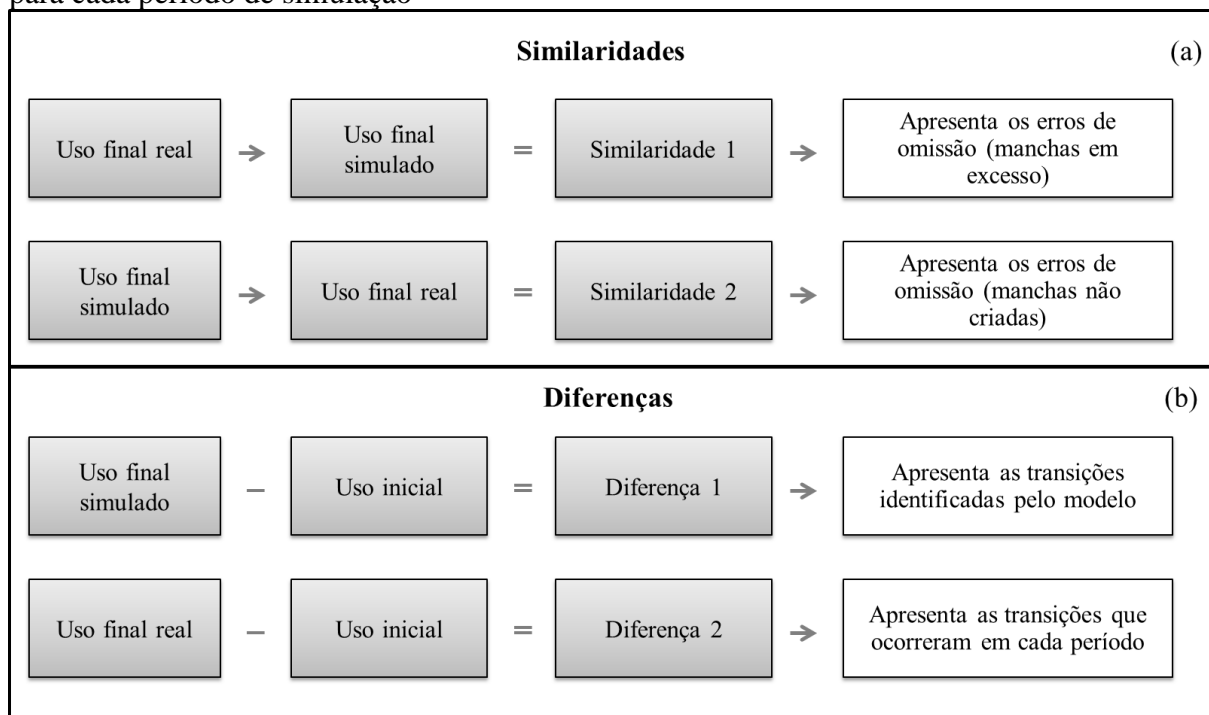 para cada período de simulação
Similaridades (a)
Uso final real → Uso final simulado = Similaridade 1 → Apresenta os erros de omissão (manchas em excesso)
Uso final simulado → Uso final real = Similaridade 2 → Apresenta os erros de omissão (manchas não criadas)
Diferenças (b)
Uso final simulado – Uso inicial = Diferença 1 → Apresenta as transições identificadas pelo modelo
Uso final real – Uso inicial = Diferença 2 → Apresenta as transições que ocorreram em cada período